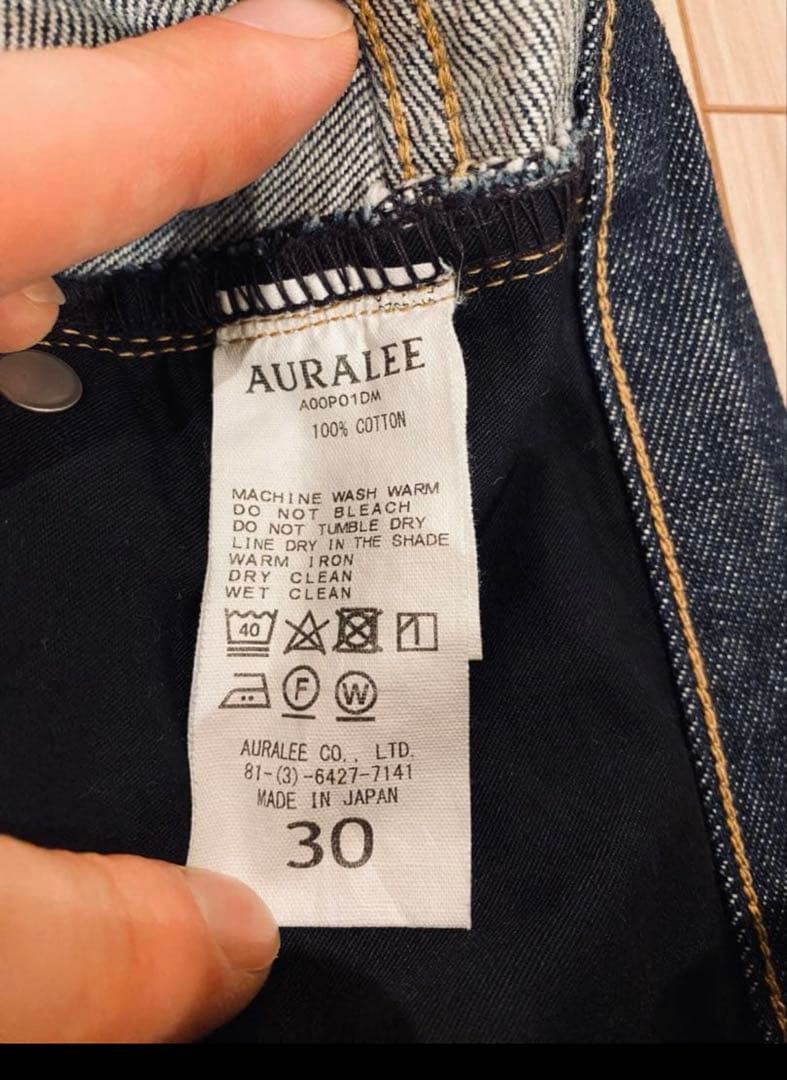 AURALEE
A00P01DM
100% COTTON
MACHINE WASH WARM
DO NOT BLEACH
DO NOT TUMBLE DRY
LINE DRY IN THE SHADE
WARM IRON
DRY CLEAN
WET CLEAN
40
F W
AURALEE CO., LTD.
81-(3)-6427-7141
MADE IN JAPAN
30